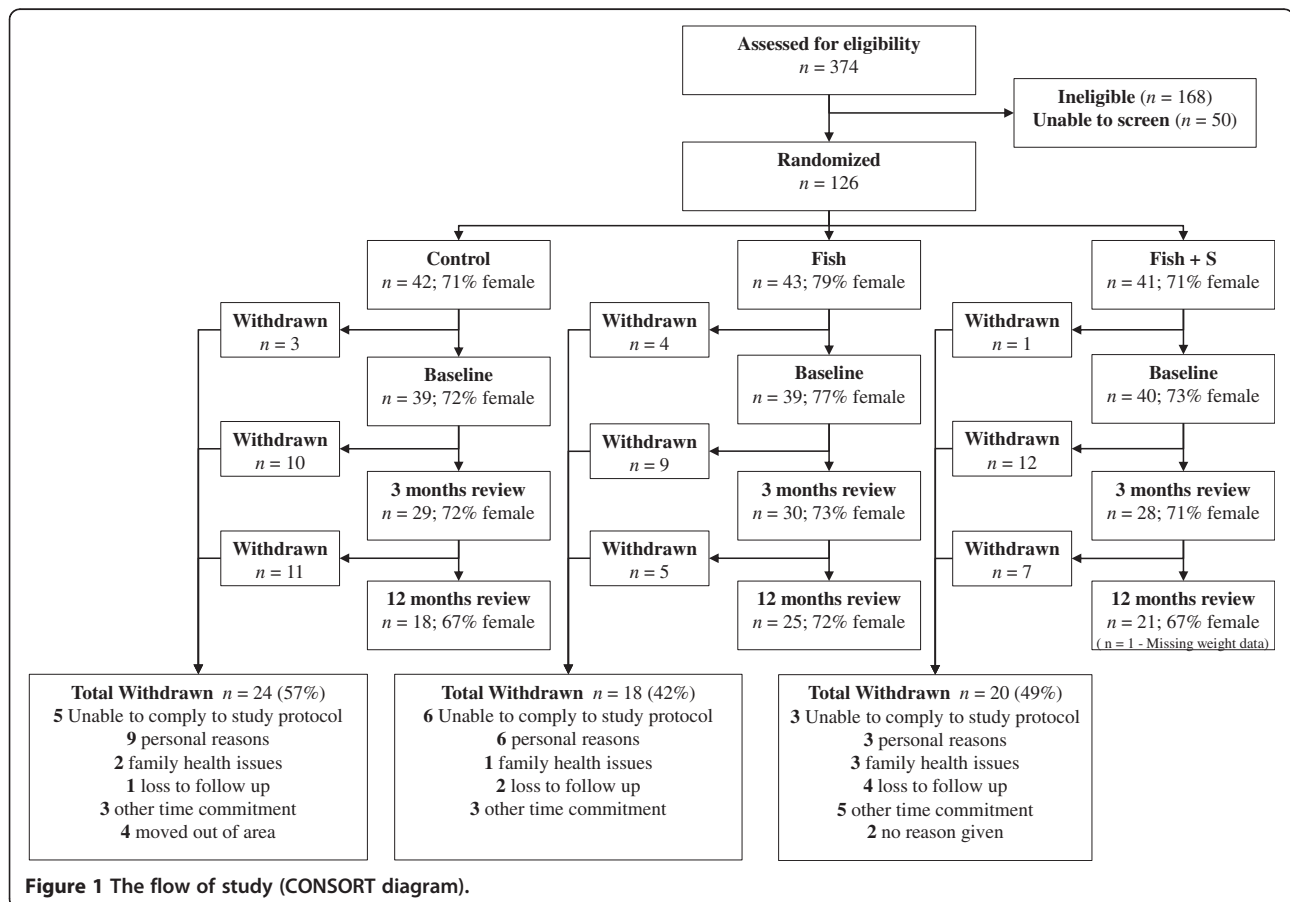 Assessed for eligibility
n = 374
Ineligible (n = 168)
Unable to screen (n = 50)
Randomized
n = 126
Control
n = 42; 71% female
Fish
n = 43; 79% female
Fish + S
n = 41; 71% female
Withdrawn
n = 3
Withdrawn
n = 4
Withdrawn
n = 1
Baseline
n = 39; 72% female
Baseline
n = 39; 77% female
Baseline
n = 40; 73% female
Withdrawn
n = 10
Withdrawn
n = 9
Withdrawn
n = 12
3 months review
n = 29; 72% female
3 months review
n = 30; 73% female
3 months review
n = 28; 71% female
Withdrawn
n = 11
Withdrawn
n = 5
Withdrawn
n = 7
12 months review
n = 18; 67% female
12 months review
n = 25; 72% female
12 months review
n = 21; 67% female
( n = 1 - Missing weight data)
Total Withdrawn n = 24 (57%)
5 Unable to comply to study protocol
9 personal reasons
2 family health issues
1 loss to follow up
3 other time commitment
4 moved out of area
Total Withdrawn n = 18 (42%)
6 Unable to comply to study protocol
6 personal reasons
1 family health issues
2 loss to follow up
3 other time commitment
Total Withdrawn n = 20 (49%)
3 Unable to comply to study protocol
3 personal reasons
3 family health issues
4 loss to follow up
5 other time commitment
2 no reason given
Figure 1 The flow of study (CONSORT diagram).